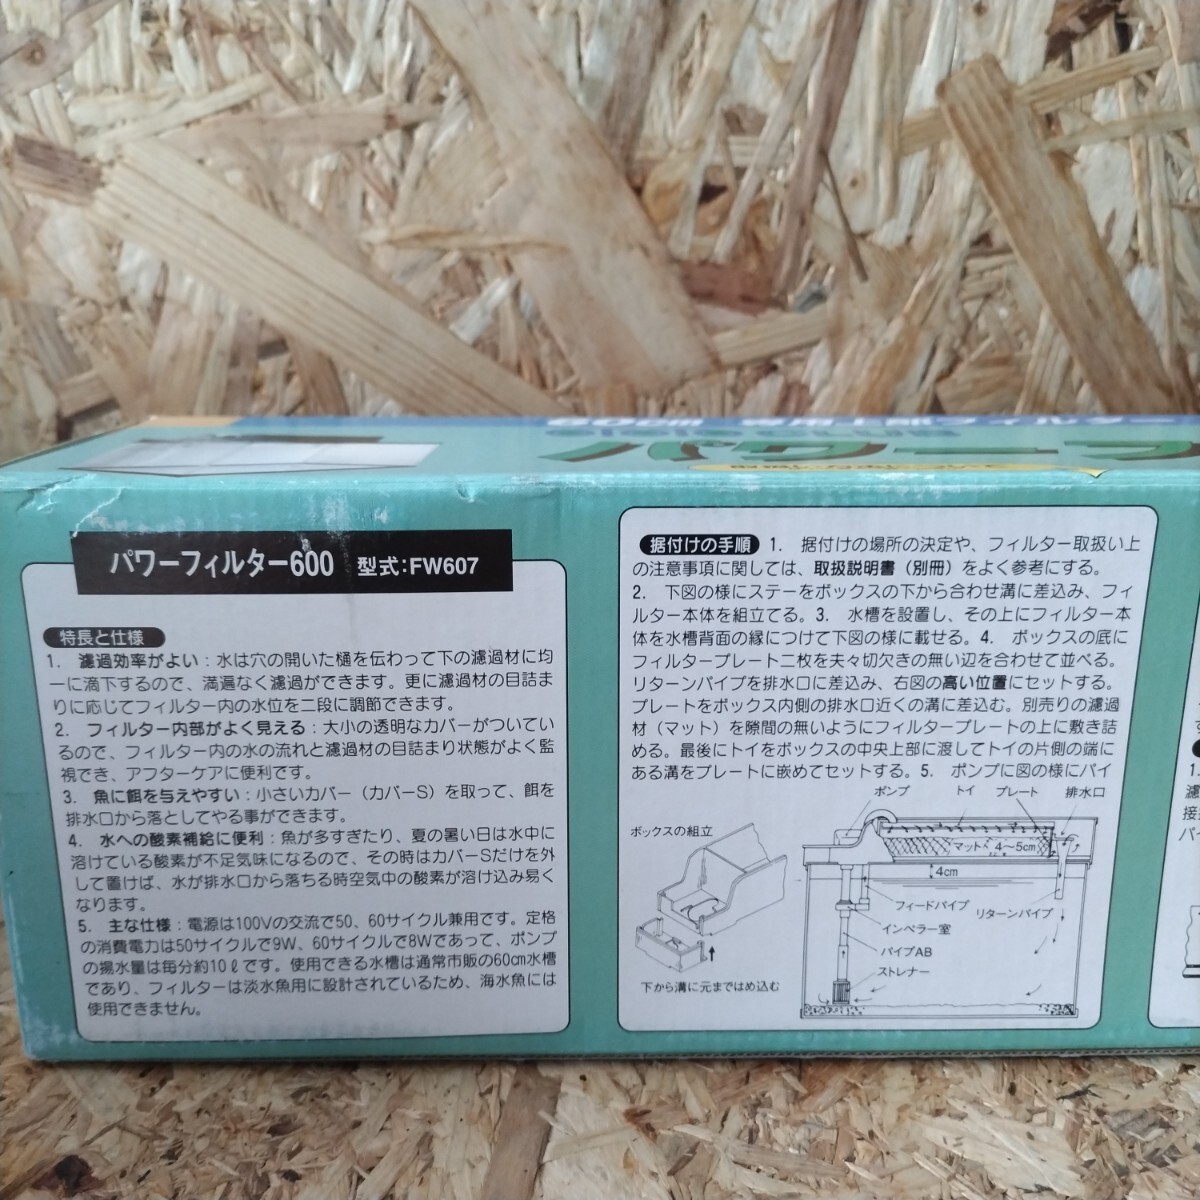 パワーフ
パワーフィルター600 型式:FW607
特長と仕様
1. 濾過効率がよい:水は穴の開いた樋を伝わって下の濾過材に均
一に滴下するので、満遍なく濾過ができます。更に濾過材の目詰ま
りに応じてフィルター内の水位を二段に調節できます。
2. フィルター内部がよく見える:大小の透明なカバーがついてい
るので、フィルター内の水の流れと濾過材の目詰まり状態がよく監
視でき、アフターケアに便利です。
3. 魚に餌を与えやすい:小さいカバー(カバーS)を取って、餌を
排水口から落としてやる事ができます。
4. 水への酸素補給に便利:魚が多すぎたり、夏の暑い日は水中に
溶けている酸素が不足気味になるので、その時はカバーSだけを外
して置けば、水が排水口から落ちる時空気中の酸素が溶け込み易く
なります。
5. 主な仕様:電源は100Vの交流で50、60サイクル兼用です。定格
の消費電力は50サイクルで9W、60サイクルで8Wであって、ポンプ
の揚水量は毎分約10ℓです。使用できる水槽は通常市販の60cm水槽
であり、フィルターは淡水魚用に設計されているため、海水魚には
使用できません。
据付けの手順 1. 据付けの場所の決定や、フィルター取扱い上
の注意事項に関しては、取扱説明書(別冊)をよく参考にする。
2. 下図の様にステーをボックスの下から合わせ溝に差込み、フィ
ルター本体を組立てる。3. 水槽を設置し、その上にフィルター本
体を水槽背面の縁につけて下図の様に載せる。4. ボックスの底に
フィルタープレート二枚を夫々切欠きの無い辺を合わせて並べる。
リターンパイプを排水口に差込み、右図の高い位置にセットする。
プレートをボックス内側の排水口近くの溝に差込む。別売りの濾過
材(マット)を隙間の無いようにフィルタープレートの上に敷き詰
める。最後にトイをボックスの中央上部に渡してトイの片側の端に
ある溝をプレートに嵌めてセットする。5. ポンプに図の様にパイ
ポンプ トイ プレート 排水口
ボックスの組立
マット 4〜5cm
4cm
フィードパイプ リターンパイプ
インペラー室
パイプAB
ストレナー
下から溝に元まではめ込む
1.
濾
接
パイ